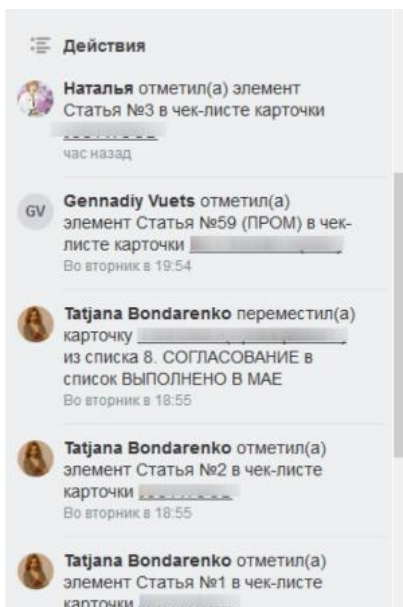 Действия
Наталья отметил(а) элемент
Статья №3 в чек-листе карточки
час назад
GV
Gennadiy Vuets отметил(а)
элемент Статья №59 (ПРОМ) в чек-
листе карточки
Во вторник в 19:54
Tatjana Bondarenko переместил(а)
карточку
из списка 8. СОГЛАСОВАНИЕ в
список ВЫПОЛНЕНО В МАЕ
Во вторник в 18:55
Tatjana Bondarenko отметил(а)
элемент Статья №2 в чек-листе
карточки
Во вторник в 18:55
Tatjana Bondarenko отметил(а)
элемент Статья №1 в чек-листе
карточки